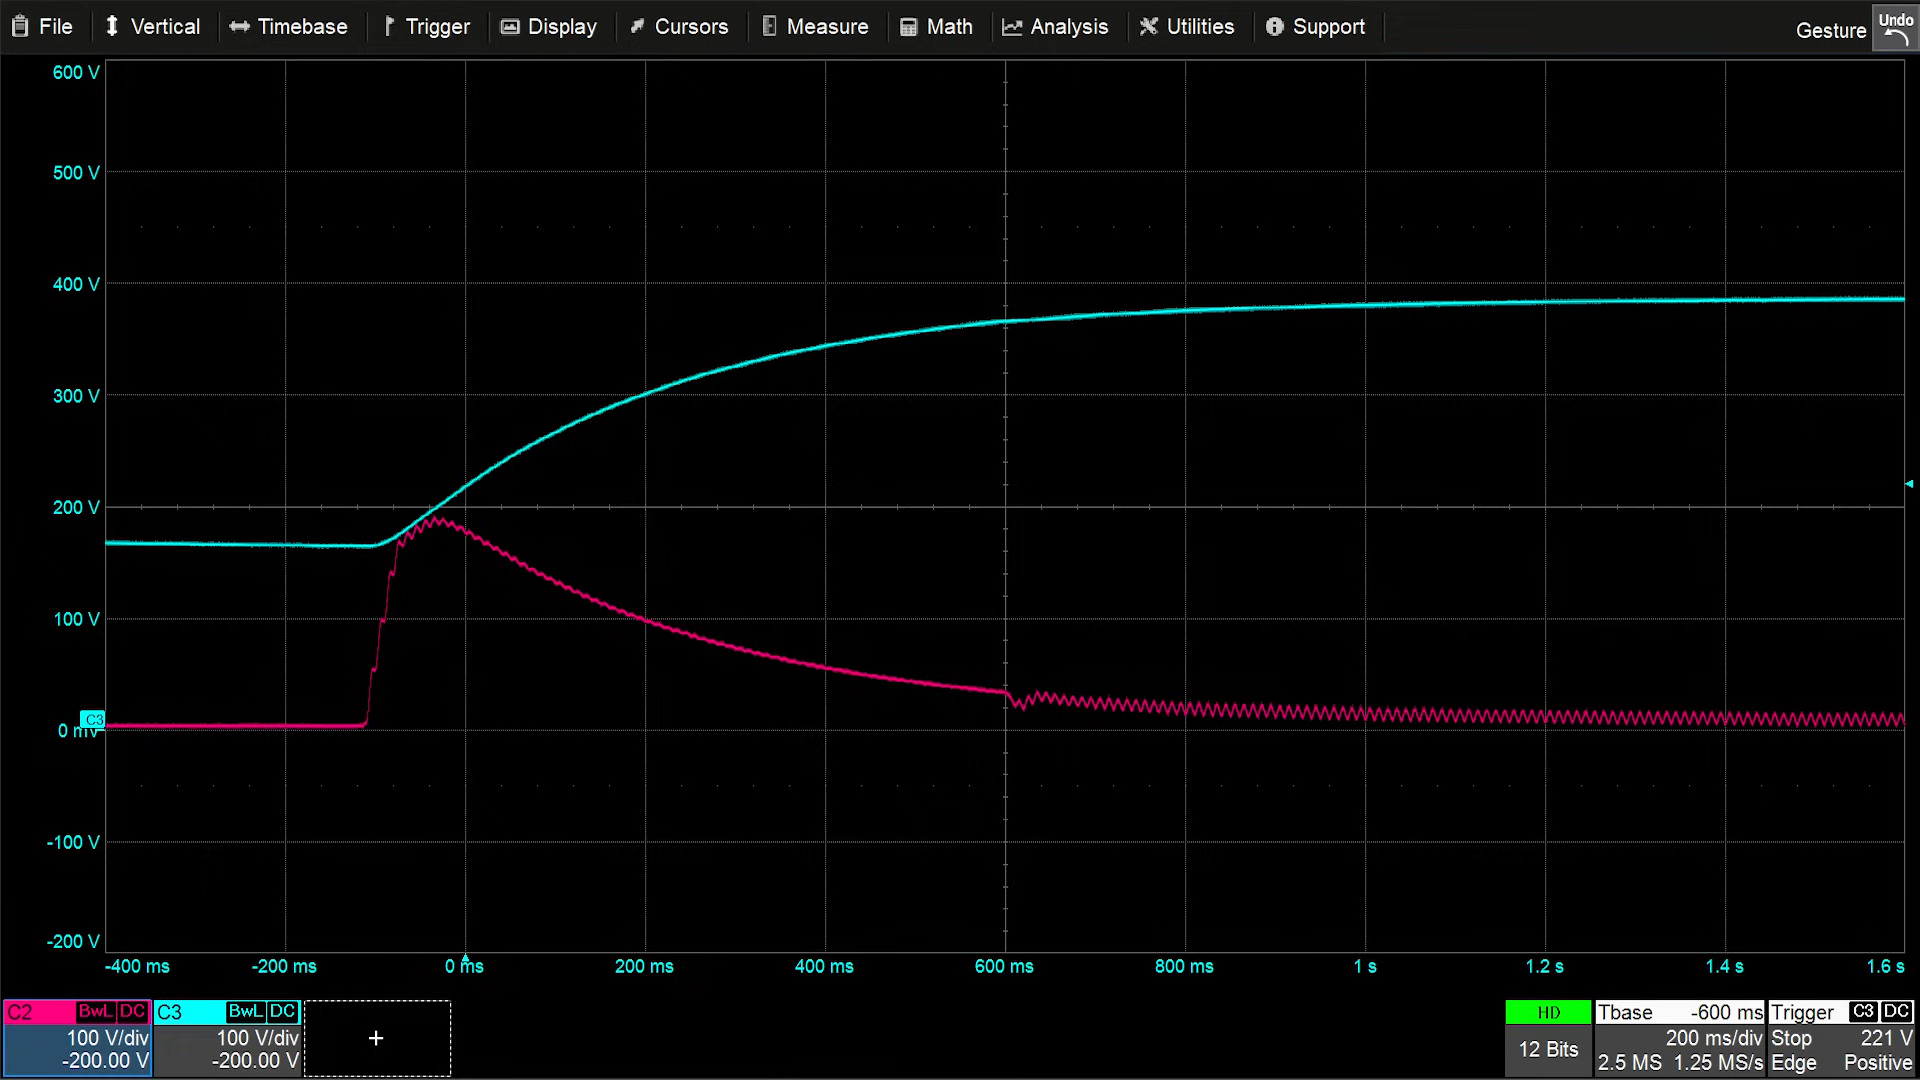 File Vertical Timebase Trigger Display Cursors Measure Math Analysis Utilities Support Gesture Undo
600 V
500 V
400 V
300 V
200 V
100 V
C3
0 mV
-100 V
-200 V
-400 ms -200 ms 0 ms 200 ms 400 ms 600 ms 800 ms 1 s 1.2 s 1.4 s 1.6 s
C2 BwL DC C3 BwL DC HD Tbase -600 ms Trigger C3 DC
100 V/div 100 V/div + 12 Bits 200 ms/div Stop 221 V
-200.00 V -200.00 V 2.5 MS 1.25 MS/s Edge Positive